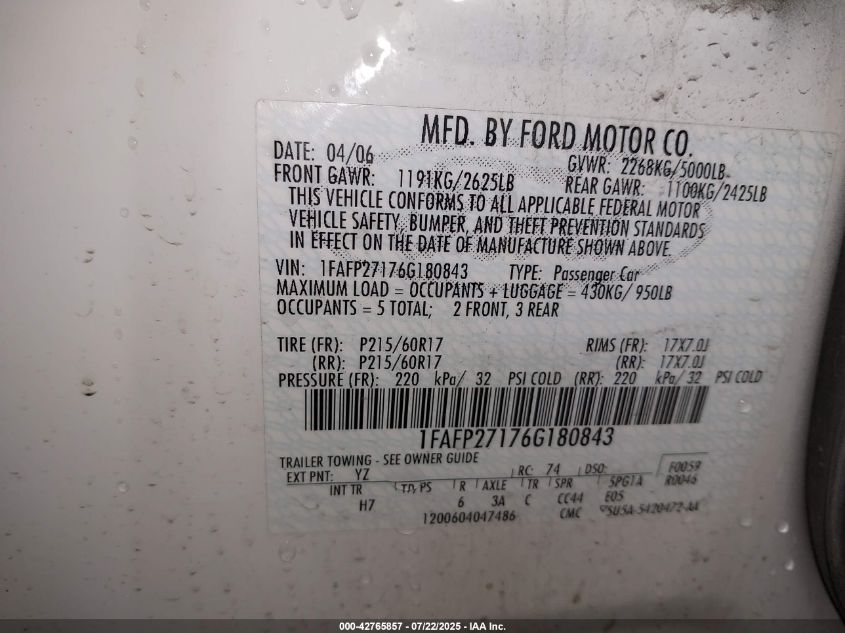 MFD. BY FORD MOTOR CO.
DATE: 04/06 GVWR: 2268KG/5000LB
FRONT GAWR: 1191KG/2625LB REAR GAWR: 1100KG/2425LB
THIS VEHICLE CONFORMS TO ALL APPLICABLE FEDERAL MOTOR
VEHICLE SAFETY, BUMPER, AND THEFT PREVENTION STANDARDS
IN EFFECT ON THE DATE OF MANUFACTURE SHOWN ABOVE.
VIN: 1FAFP27176G180843 TYPE: Passenger Car
MAXIMUM LOAD = OCCUPANTS + LUGGAGE = 430KG/ 950LB
OCCUPANTS = 5 TOTAL; 2 FRONT, 3 REAR
TIRE (FR): P215/60R17 RIMS (FR): 17X7.0J
(RR): P215/60R17 (RR): 17X7.0J
PRESSURE (FR): 220 kPa/ 32 PSI COLD (RR): 220 kPa/ 32 PSI COLD
1FAFP27176G180843
TRAILER TOWING - SEE OWNER GUIDE F0059
EXT PNT: YZ RC: 74 DSO: R0046
INT TR TP/PS R AXLE TR SPR 5PG1A
H7 6 3A C CC44 E05
1200604047486 CMC 5U5A-5420472-AA
000-42765857 - 07/22/2025 - IAA Inc.